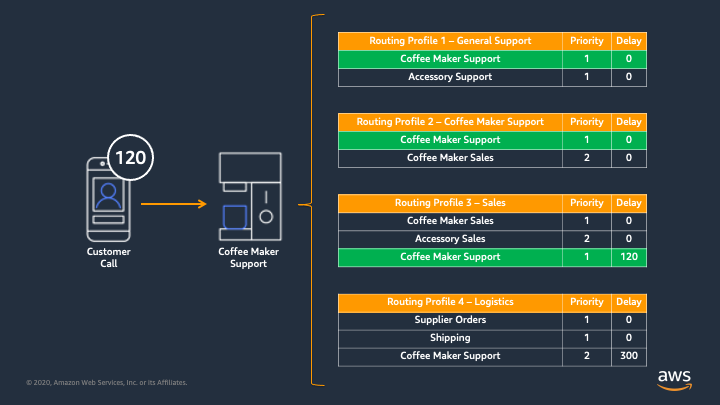 120
Customer
Call
Coffee Maker
Support
Routing Profile 1 – General Support Priority Delay
Coffee Maker Support 1 0
Accessory Support 1 0
Routing Profile 2 – Coffee Maker Support Priority Delay
Coffee Maker Support 1 0
Coffee Maker Sales 2 0
Routing Profile 3 – Sales Priority Delay
Coffee Maker Sales 1 0
Accessory Sales 2 0
Coffee Maker Support 1 120
Routing Profile 4 – Logistics Priority Delay
Supplier Orders 1 0
Shipping 1 0
Coffee Maker Support 2 300
© 2020, Amazon Web Services, Inc. or its Affiliates.
aws